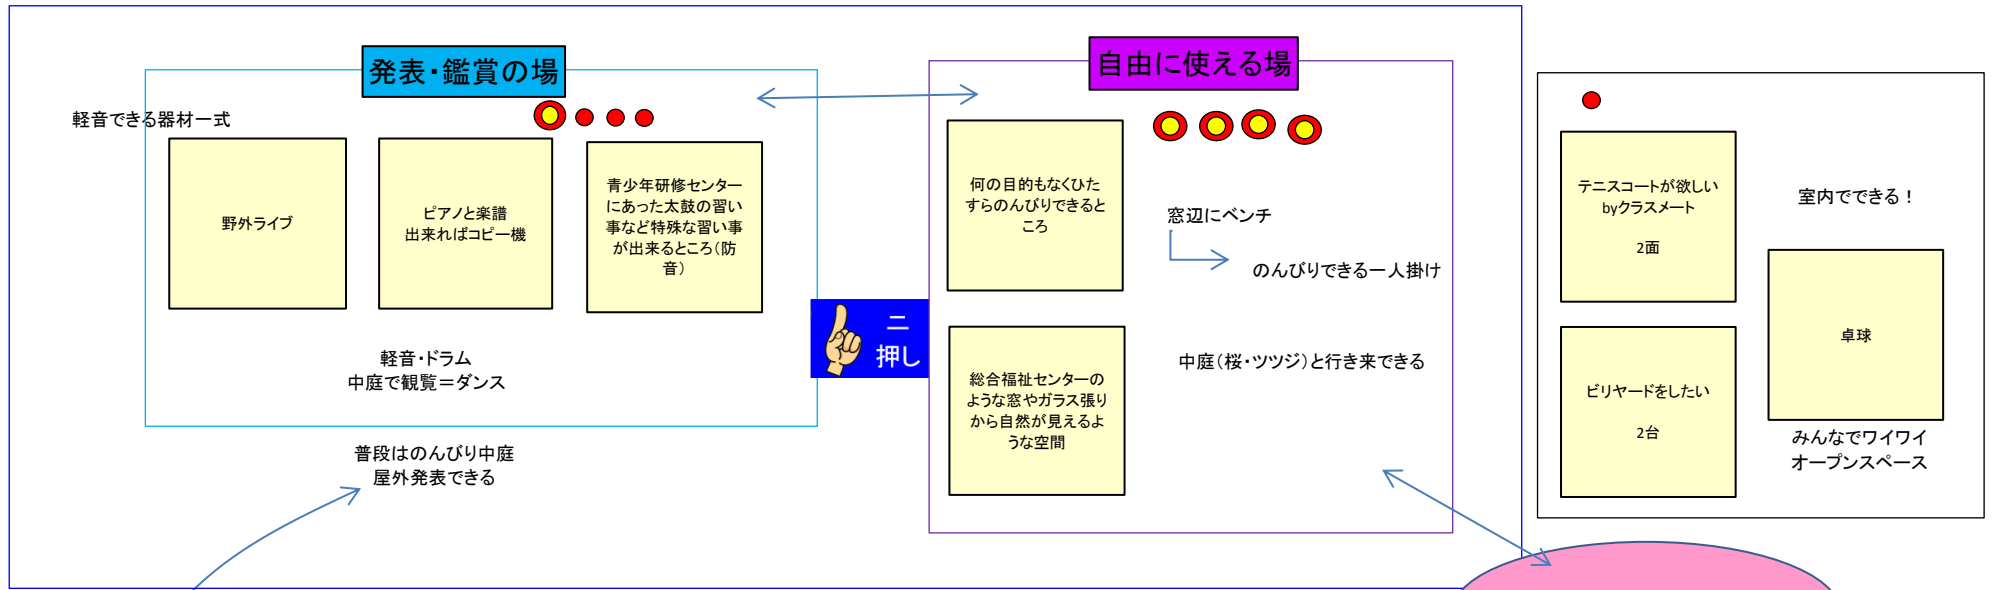 発表・鑑賞の場
軽音できる器材一式
野外ライブ
ピアノと楽譜
出来ればコピー機
青少年研修センター
にあった太鼓の習い
事など特殊な習い事
が出来るところ(防
音)
軽音・ドラム
中庭で観覧=ダンス
普段はのんびり中庭
屋外発表できる
二
押し
自由に使える場
何の目的もなくひた
すらのんびりできると
ころ
窓辺にベンチ
のんびりできる一人掛け
総合福祉センターの
ような窓やガラス張り
から自然が見えるよ
うな空間
中庭(桜・ツツジ)と行き来できる
テニスコートが欲しい
byクラスメート
2面
室内でできる！
卓球
ビリヤードをしたい
2台
みんなでワイワイ
オープンスペース